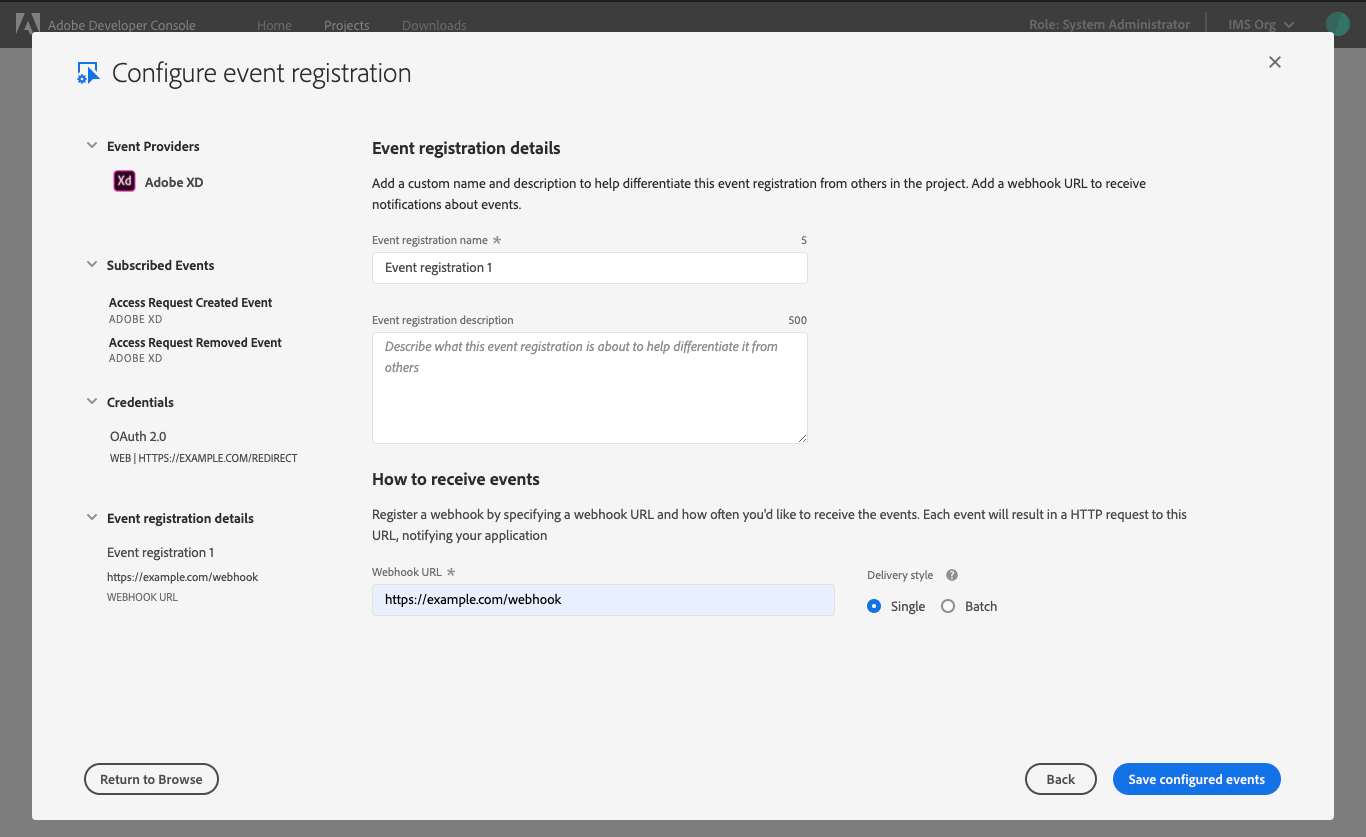 Adobe Developer Console
Home
Projects
Downloads
Role: System Administrator
IMS Org
Configure event registration
Event Providers
Xd
Adobe XD
Subscribed Events
Access Request Created Event
ADOBE XD
Access Request Removed Event
ADOBE XD
Credentials
OAuth 2.0
WEB | HTTPS://EXAMPLE.COM/REDIRECT
Event registration details
Event registration 1
https://example.com/webhook
WEBHOOK URL
Event registration details
Add a custom name and description to help differentiate this event registration from others in the project. Add a webhook URL to receive
notifications about events.
Event registration name *
5
Event registration 1
Event registration description
500
Describe what this event registration is about to help differentiate it from
others
How to receive events
Register a webhook by specifying a webhook URL and how often you'd like to receive the events. Each event will result in a HTTP request to this
URL, notifying your application
Webhook URL *
https://example.com/webhook
Delivery style ?
Single
Batch
Return to Browse
Back
Save configured events